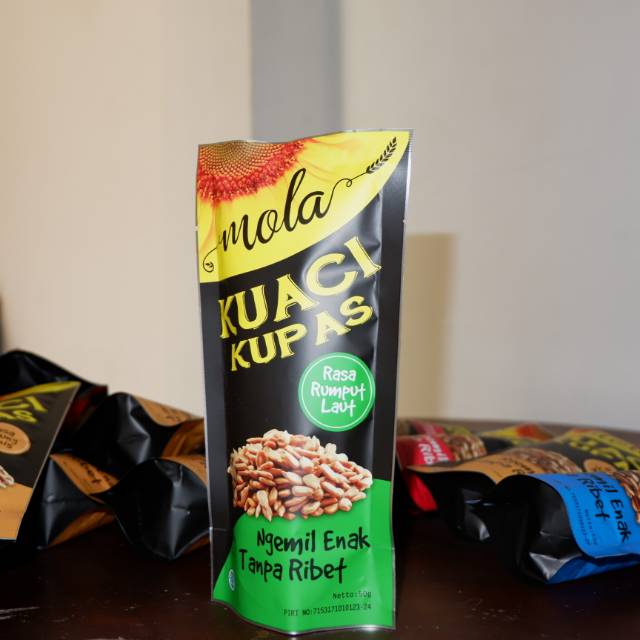 mola
KUACI
KUPAS
Rasa
Rumput
Laut
Ngemil Enak
Tanpa Ribet
Netto:50g
PIRT NO:7153171010123-24
mil Enak
Ribet